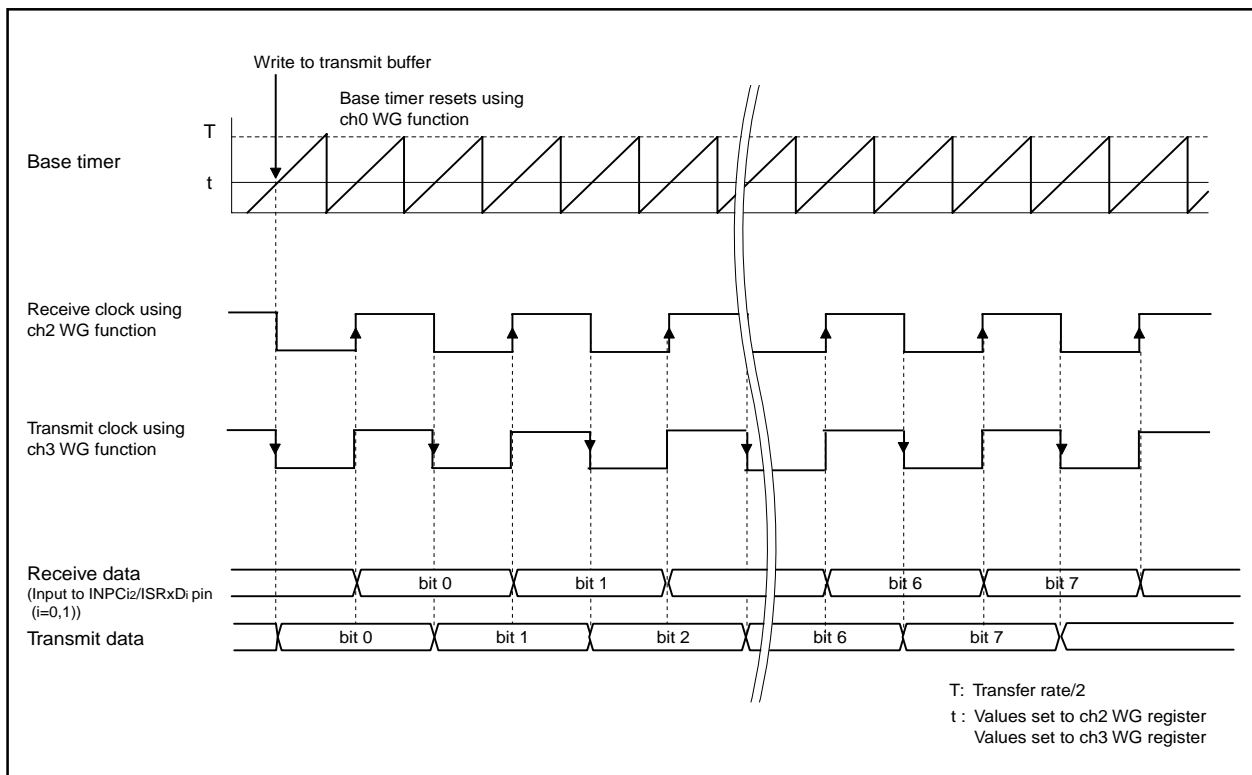 Write to transmit buffer
Base timer resets using
ch0 WG function
T
Base timer
t
Receive clock using
ch2 WG function
Transmit clock using
ch3 WG function
Receive data
(Input to INPCi2/ISRxDi pin
(i=0,1))
bit 0 bit 1 bit 6 bit 7
Transmit data bit 0 bit 1 bit 2 bit 6 bit 7
T: Transfer rate/2
t : Values set to ch2 WG register
Values set to ch3 WG register